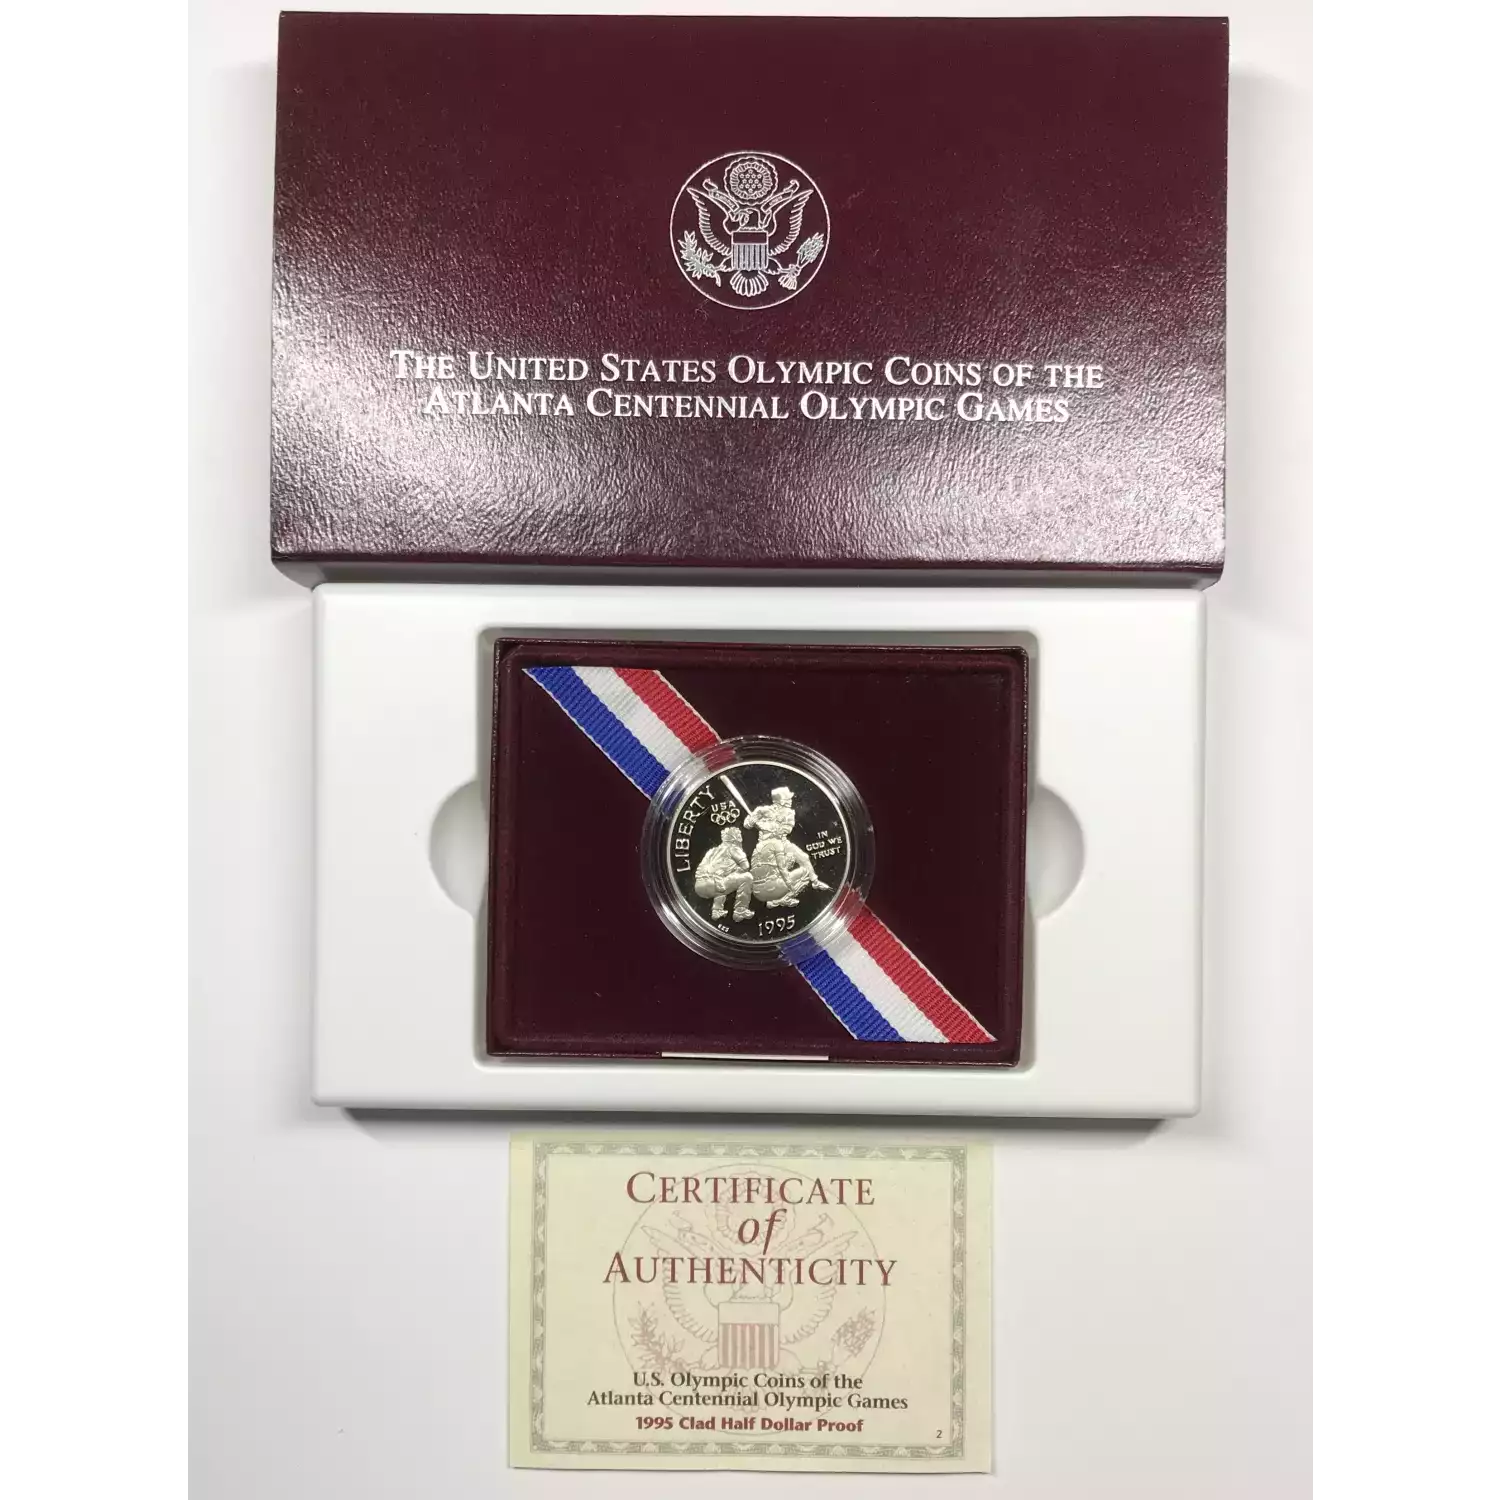 THE UNITED STATES OLYMPIC COINS OF THE
ATLANTA CENTENNIAL OLYMPIC GAMES
LIBERTY
USA
IN
GOD WE
TRUST
1995
CERTIFICATE
of
AUTHENTICITY
U.S. Olympic Coins of the
Atlanta Centennial Olympic Games
1995 Clad Half Dollar Proof
2